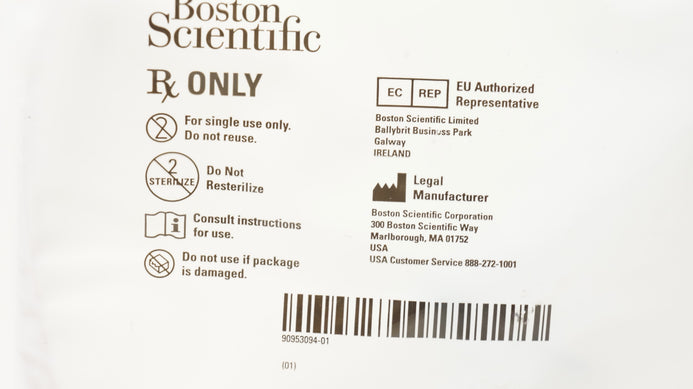 Boston
Scientific
Rx ONLY
For single use only.
Do not reuse.
2
2
STERILIZE
Do Not
Resterilize
Consult instructions
for use.
Do not use if package
is damaged.
EC REP
EU Authorized
Representative
Boston Scientific Limited
Ballybrit Business Park
Galway
IRELAND
Legal
Manufacturer
Boston Scientific Corporation
300 Boston Scientific Way
Marlborough, MA 01752
USA
USA Customer Service 888-272-1001
90953094-01
(01)